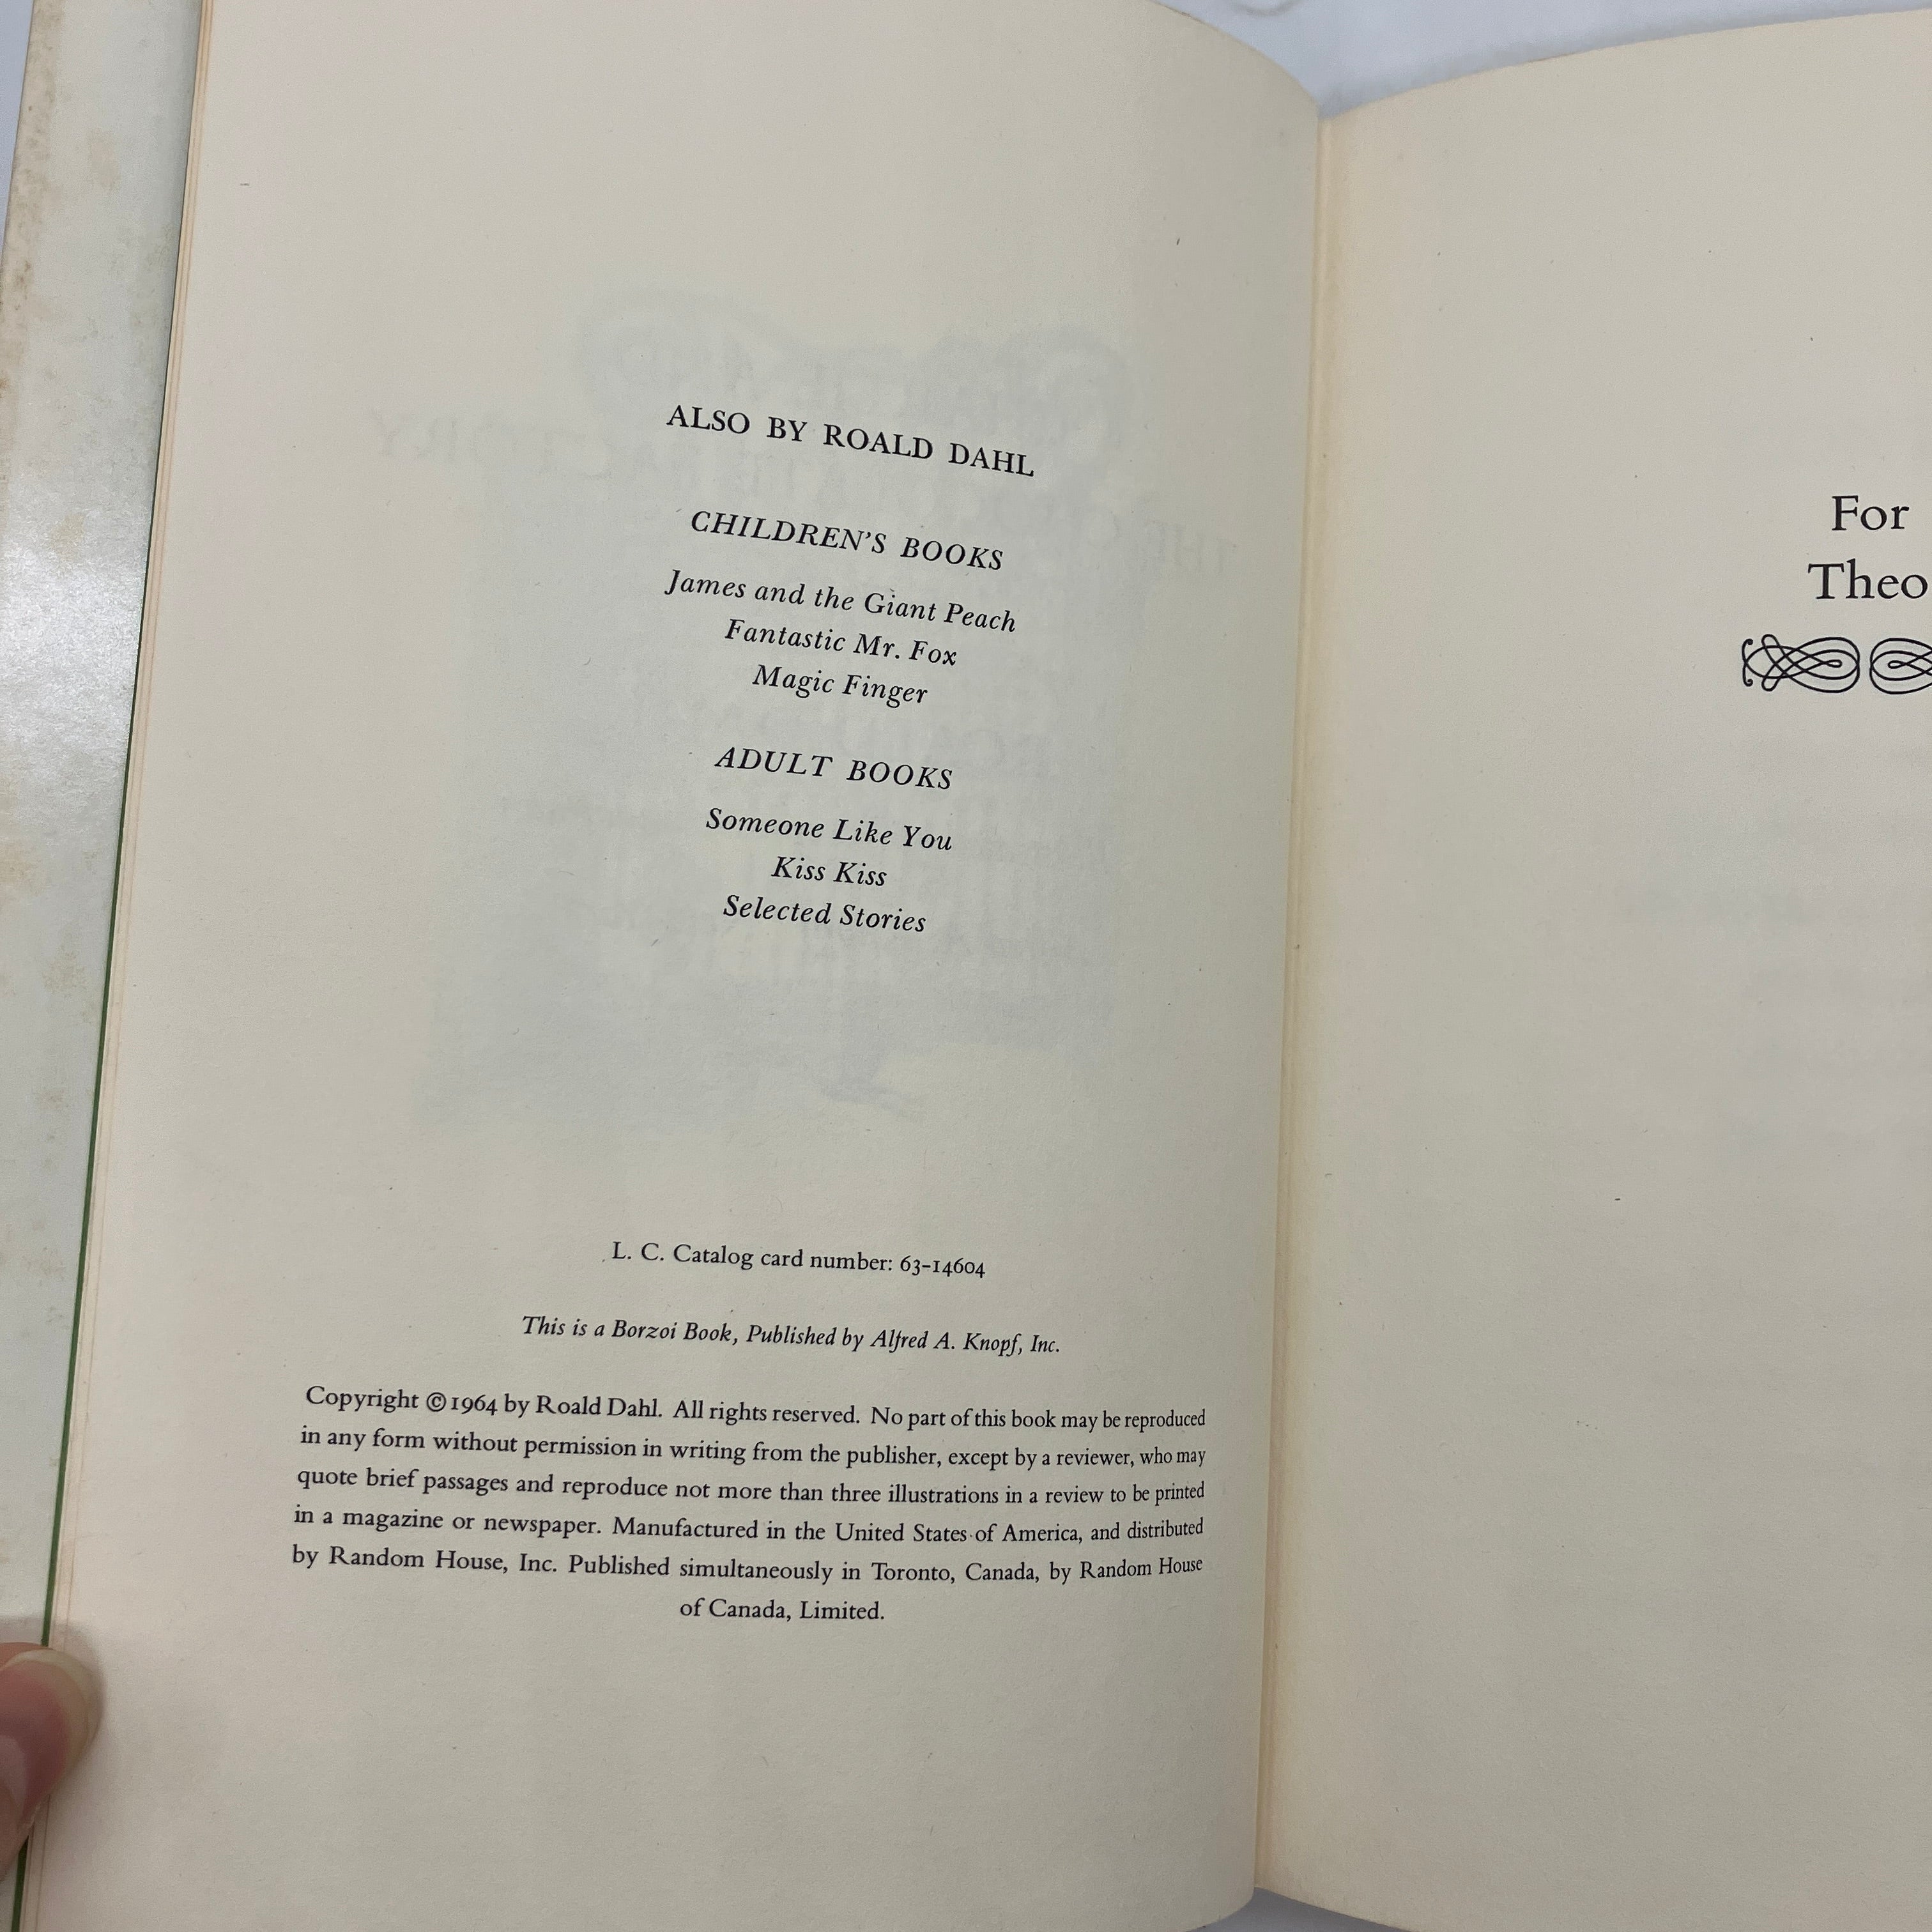 ALSO BY ROALD DAHL
CHILDREN'S BOOKS
James and the Giant Peach
Fantastic Mr. Fox
Magic Finger
ADULT BOOKS
Someone Like You
Kiss Kiss
Selected Stories
L. C. Catalog card number: 63-14604
This is a Borzoi Book, Published by Alfred A. Knopf, Inc.
Copyright © 1964 by Roald Dahl. All rights reserved. No part of this book may be reproduced
in any form without permission in writing from the publisher, except by a reviewer, who may
quote brief passages and reproduce not more than three illustrations in a review to be printed
in a magazine or newspaper. Manufactured in the United States of America, and distributed
by Random House, Inc. Published simultaneously in Toronto, Canada, by Random House
of Canada, Limited.
For
Theo